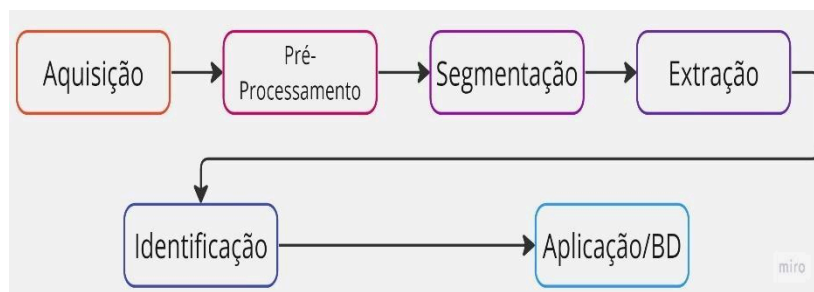 Aquisição
Pré-
Processamento
Segmentação
Extração
Identificação
Aplicação/BD
miro